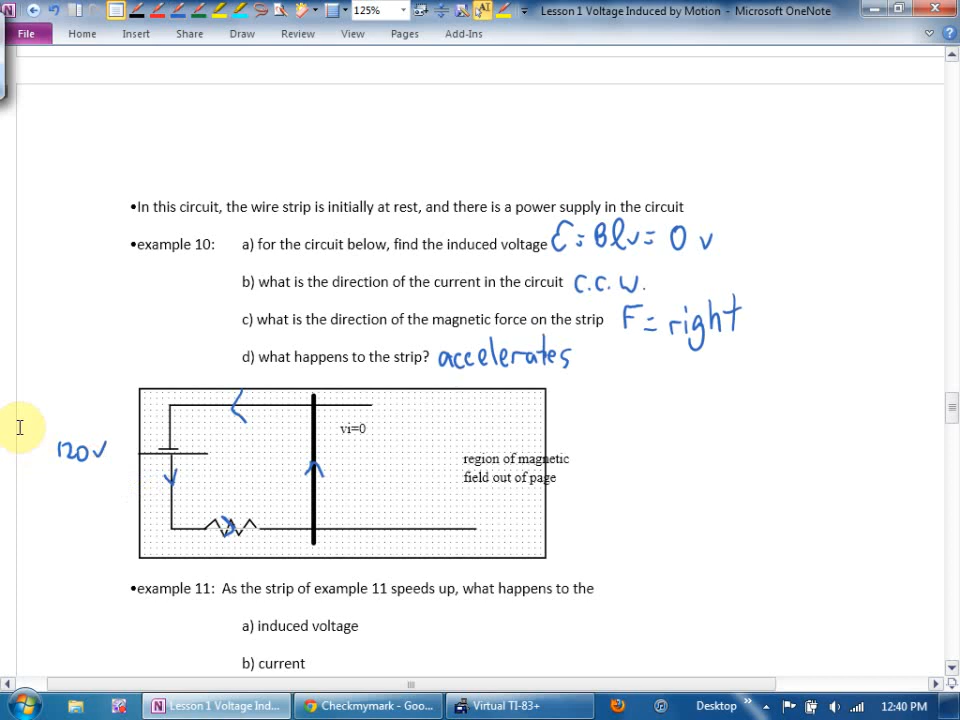 125%
Lesson 1 Voltage Induced by Motion - Microsoft OneNote
File Home Insert Share Draw Review View Pages Add-Ins
•In this circuit, the wire strip is initially at rest, and there is a power supply in the circuit
•example 10: a) for the circuit below, find the induced voltage ℰ = Blv = 0 v
b) what is the direction of the current in the circuit C.C.W.
c) what is the direction of the magnetic force on the strip F = right
d) what happens to the strip? accelerates
vi=0
120v
region of magnetic
field out of page
•example 11: As the strip of example 11 speeds up, what happens to the
a) induced voltage
b) current
Lesson 1 Voltage Ind... Checkmymark - Goo... Virtual TI-83+ Desktop 12:40 PM